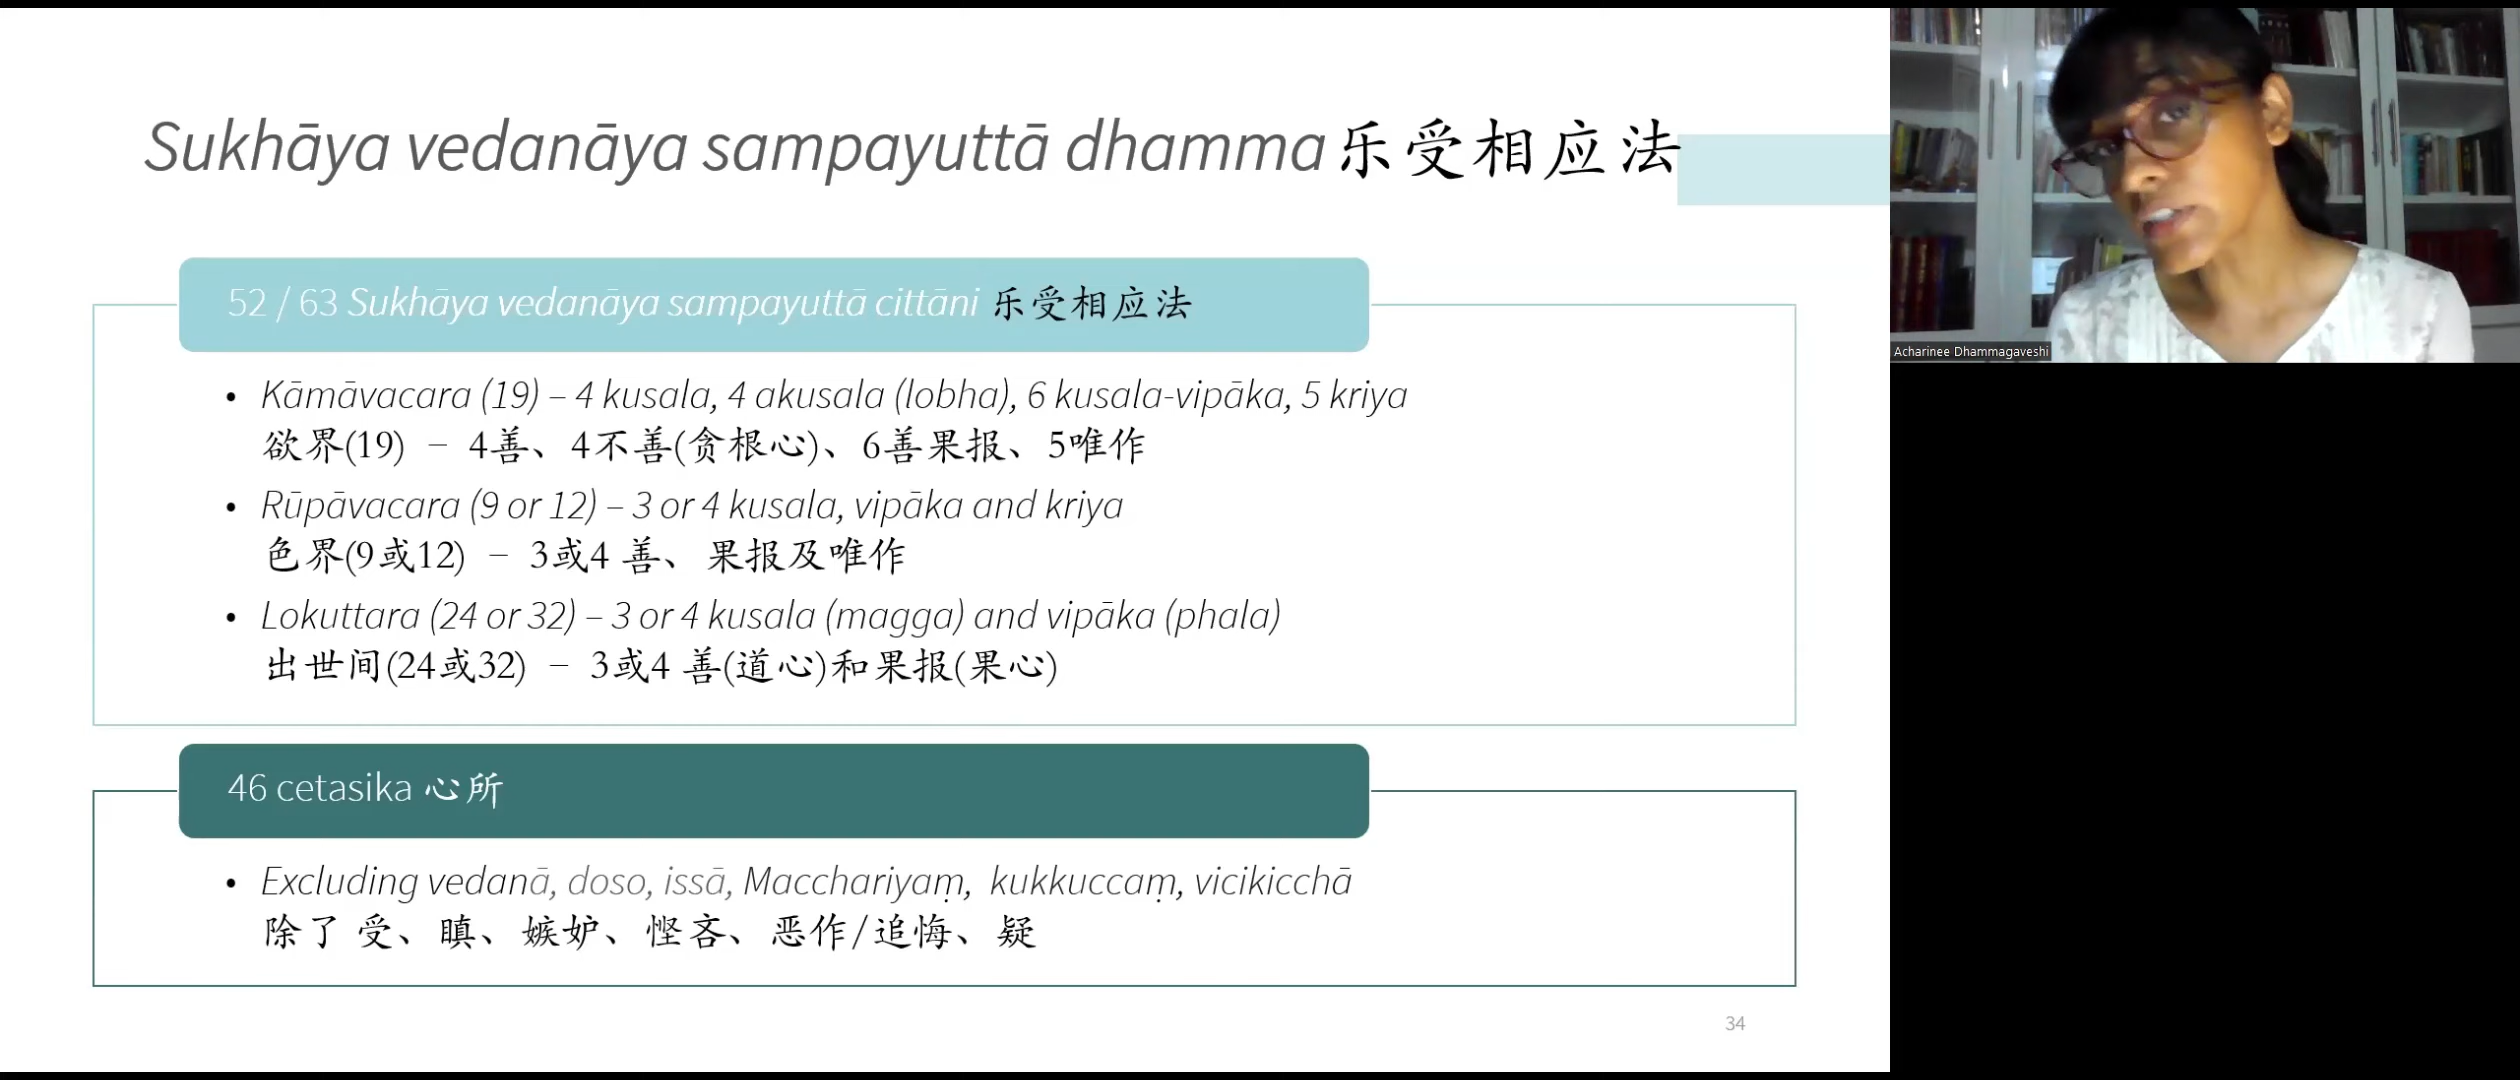 Sukhāya vedanāya sampayuttā dhamma 乐受相应法
52 / 63 Sukhāya vedanāya sampayuttā cittāni 乐受相应法
• Kāmāvacara (19) – 4 kusala, 4 akusala (lobha), 6 kusala-vipāka, 5 kriya
欲界(19) – 4善、4不善(贪根心)、6善果报、5唯作
• Rūpāvacara (9 or 12) – 3 or 4 kusala, vipāka and kriya
色界(9或12) – 3或4 善、果报及唯作
• Lokuttara (24 or 32) – 3 or 4 kusala (magga) and vipāka (phala)
出世间(24或32) – 3或4 善(道心)和果报(果心)
46 cetasika 心所
• Excluding vedanā, doso, issā, Macchariyaṃ, kukkuccaṃ, vicikicchā
除了 受、瞋、嫉妒、悭吝、恶作/追悔、疑
34
Acharinee Dhammagaveshi